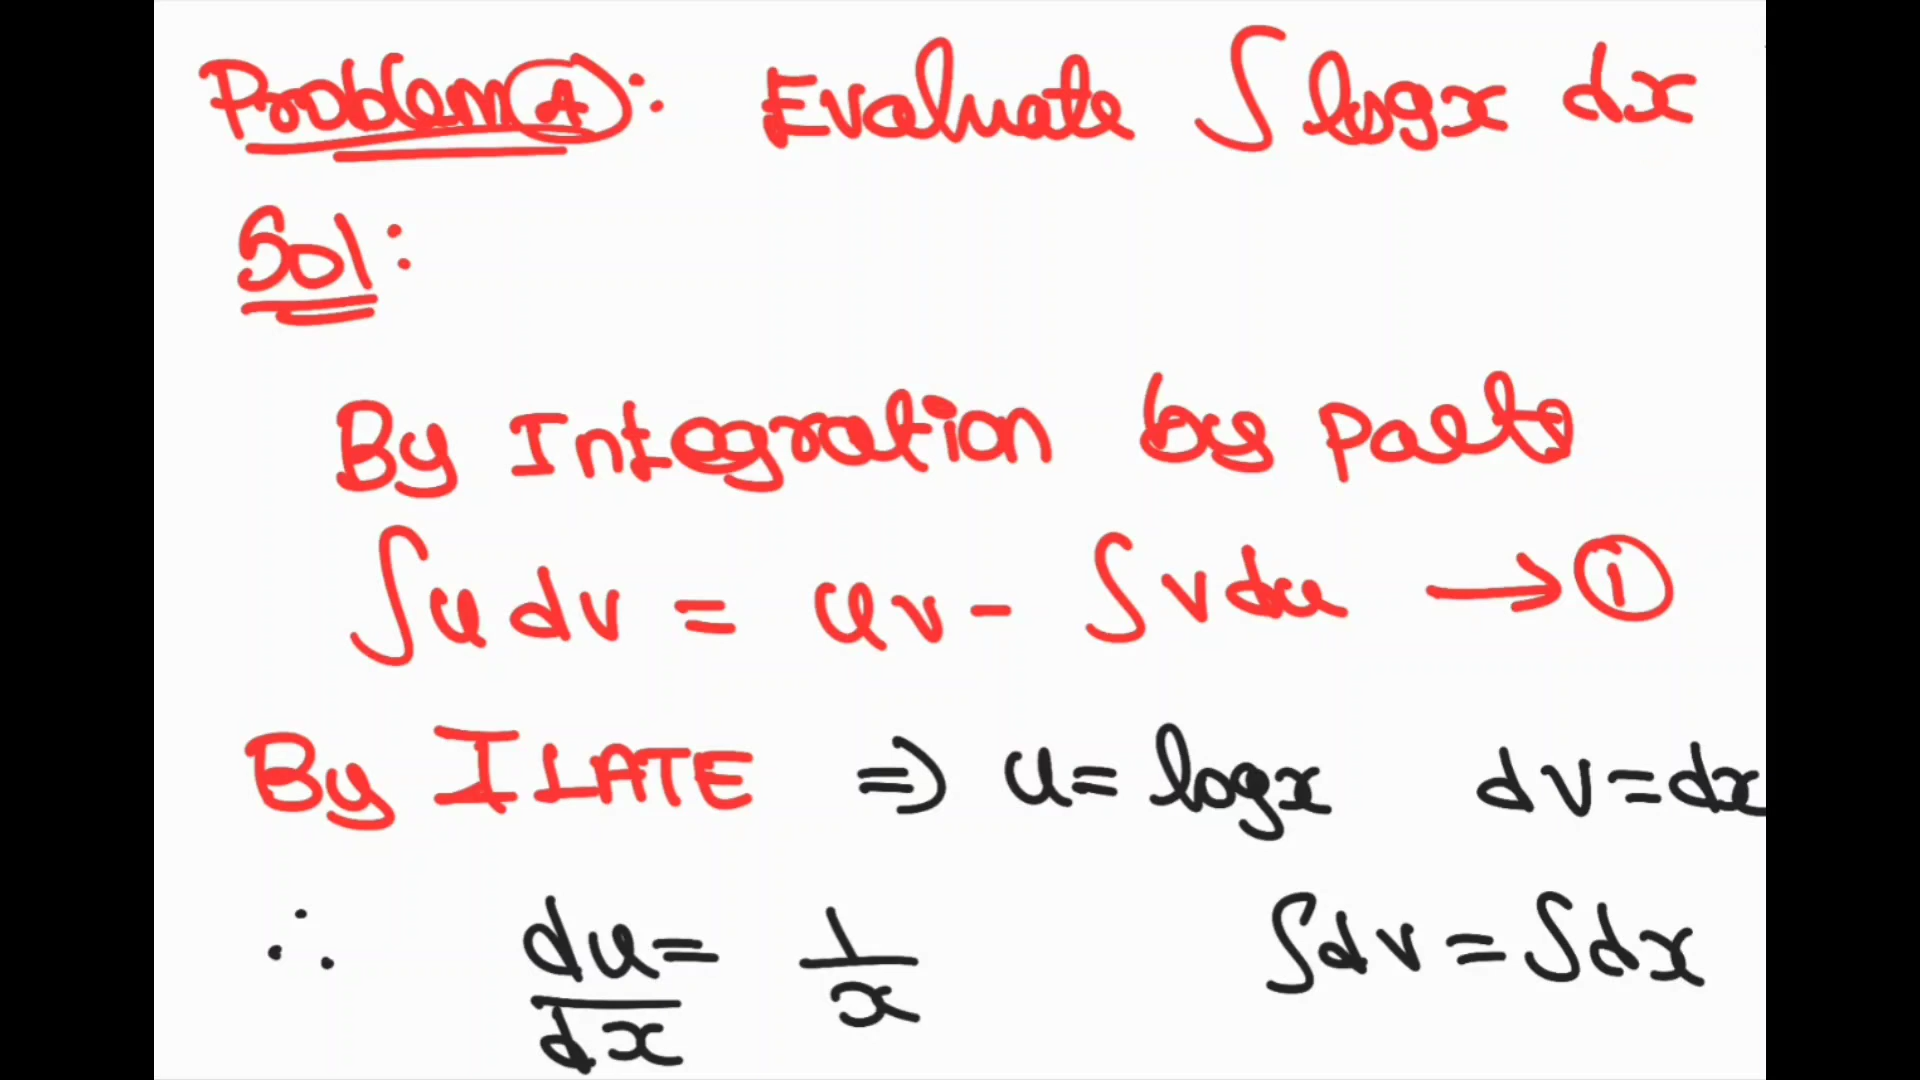 Problem A : Evaluate ∫ log x dx
Sol :
By Integration by parts
∫ u dv = uv - ∫ v du → 1
By ILATE ⇒ u = log x dv = dx
∴ du/dx = 1/x ∫ dv = ∫ dx